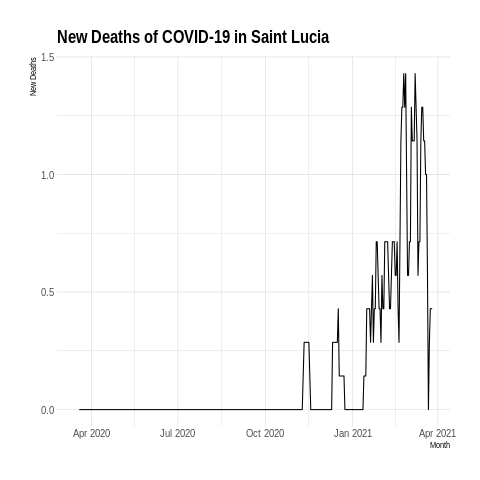 New Deaths of COVID-19 in Saint Lucia
New Deaths
1.5
1.0
0.5
0.0
Apr 2020 Jul 2020 Oct 2020 Jan 2021 Apr 2021
Month